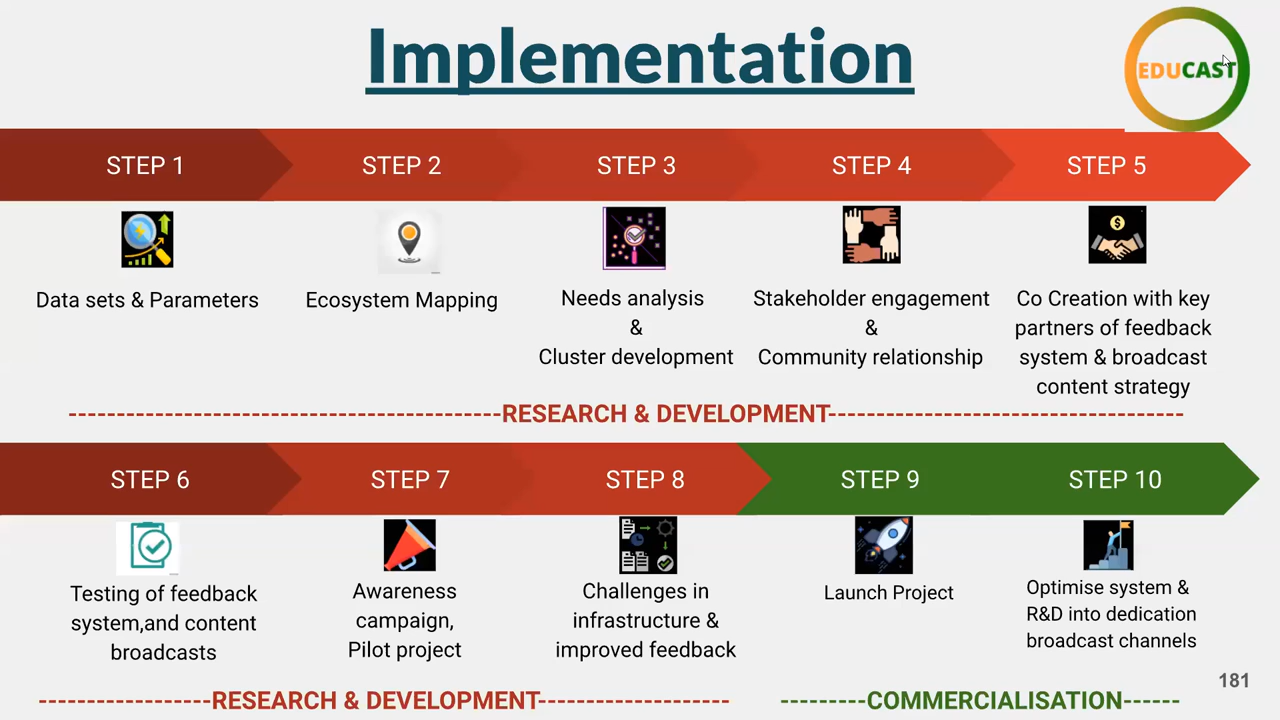 Implementation
EDUCAST
STEP 1
STEP 2
STEP 3
STEP 4
STEP 5
Data sets & Parameters
Ecosystem Mapping
Needs analysis
&
Cluster development
Stakeholder engagement
&
Community relationship
Co Creation with key
partners of feedback
system & broadcast
content strategy
-------------------------------------------RESEARCH & DEVELOPMENT-----------------------------------
STEP 6
STEP 7
STEP 8
STEP 9
STEP 10
Testing of feedback
system,and content
broadcasts
Awareness
campaign,
Pilot project
Challenges in
infrastructure &
improved feedback
Launch Project
Optimise system &
R&D into dedication
broadcast channels
181
-----------------RESEARCH & DEVELOPMENT-------------------
--------COMMERCIALISATION-----